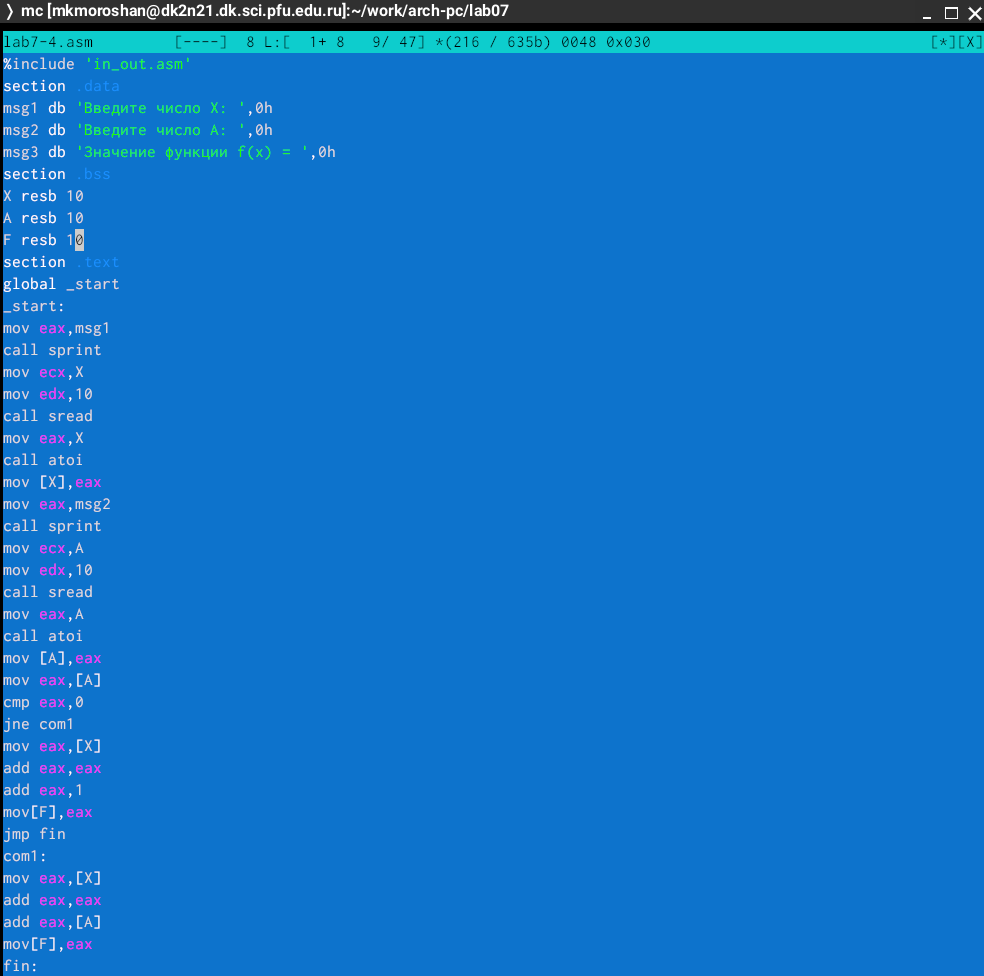 ❭ mc [mkmoroshan@dk2n21.dk.sci.pfu.edu.ru]:~/work/arch-pc/lab07
lab7-4.asm [----] 8 L:[ 1+ 8 9/ 47] *(216 / 635b) 0048 0x030 [*][X]
%include 'in_out.asm'
section .data
msg1 db 'Введите число X: ',0h
msg2 db 'Введите число A: ',0h
msg3 db 'Значение функции f(x) = ',0h
section .bss
X resb 10
A resb 10
F resb 10
section .text
global _start
_start:
mov eax,msg1
call sprint
mov ecx,X
mov edx,10
call sread
mov eax,X
call atoi
mov [X],eax
mov eax,msg2
call sprint
mov ecx,A
mov edx,10
call sread
mov eax,A
call atoi
mov [A],eax
mov eax,[A]
cmp eax,0
jne com1
mov eax,[X]
add eax,eax
add eax,1
mov[F],eax
jmp fin
com1:
mov eax,[X]
add eax,eax
add eax,[A]
mov[F],eax
fin: